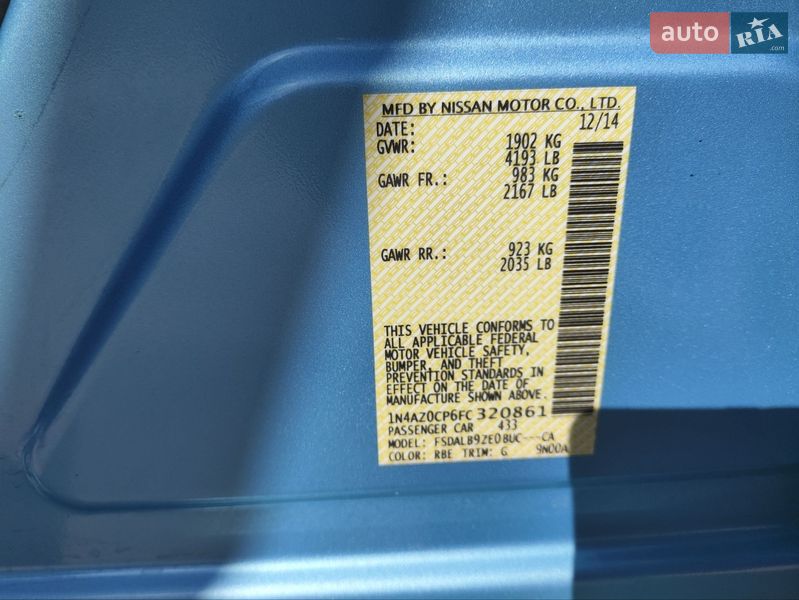 auto RIA .com
MFD BY NISSAN MOTOR CO., LTD.
DATE: 12/14
GVWR: 1902 KG
4193 LB
GAWR FR.: 983 KG
2167 LB
GAWR RR.: 923 KG
2035 LB
THIS VEHICLE CONFORMS TO
ALL APPLICABLE FEDERAL
MOTOR VEHICLE SAFETY,
BUMPER, AND THEFT
PREVENTION STANDARDS IN
EFFECT ON THE DATE OF
MANUFACTURE SHOWN ABOVE.
1N4AZ0CP6FC320861
PASSENGER CAR 433
MODEL: FSDALB9ZE0BUC---CA
COLOR: RBE TRIM: G 9N00A